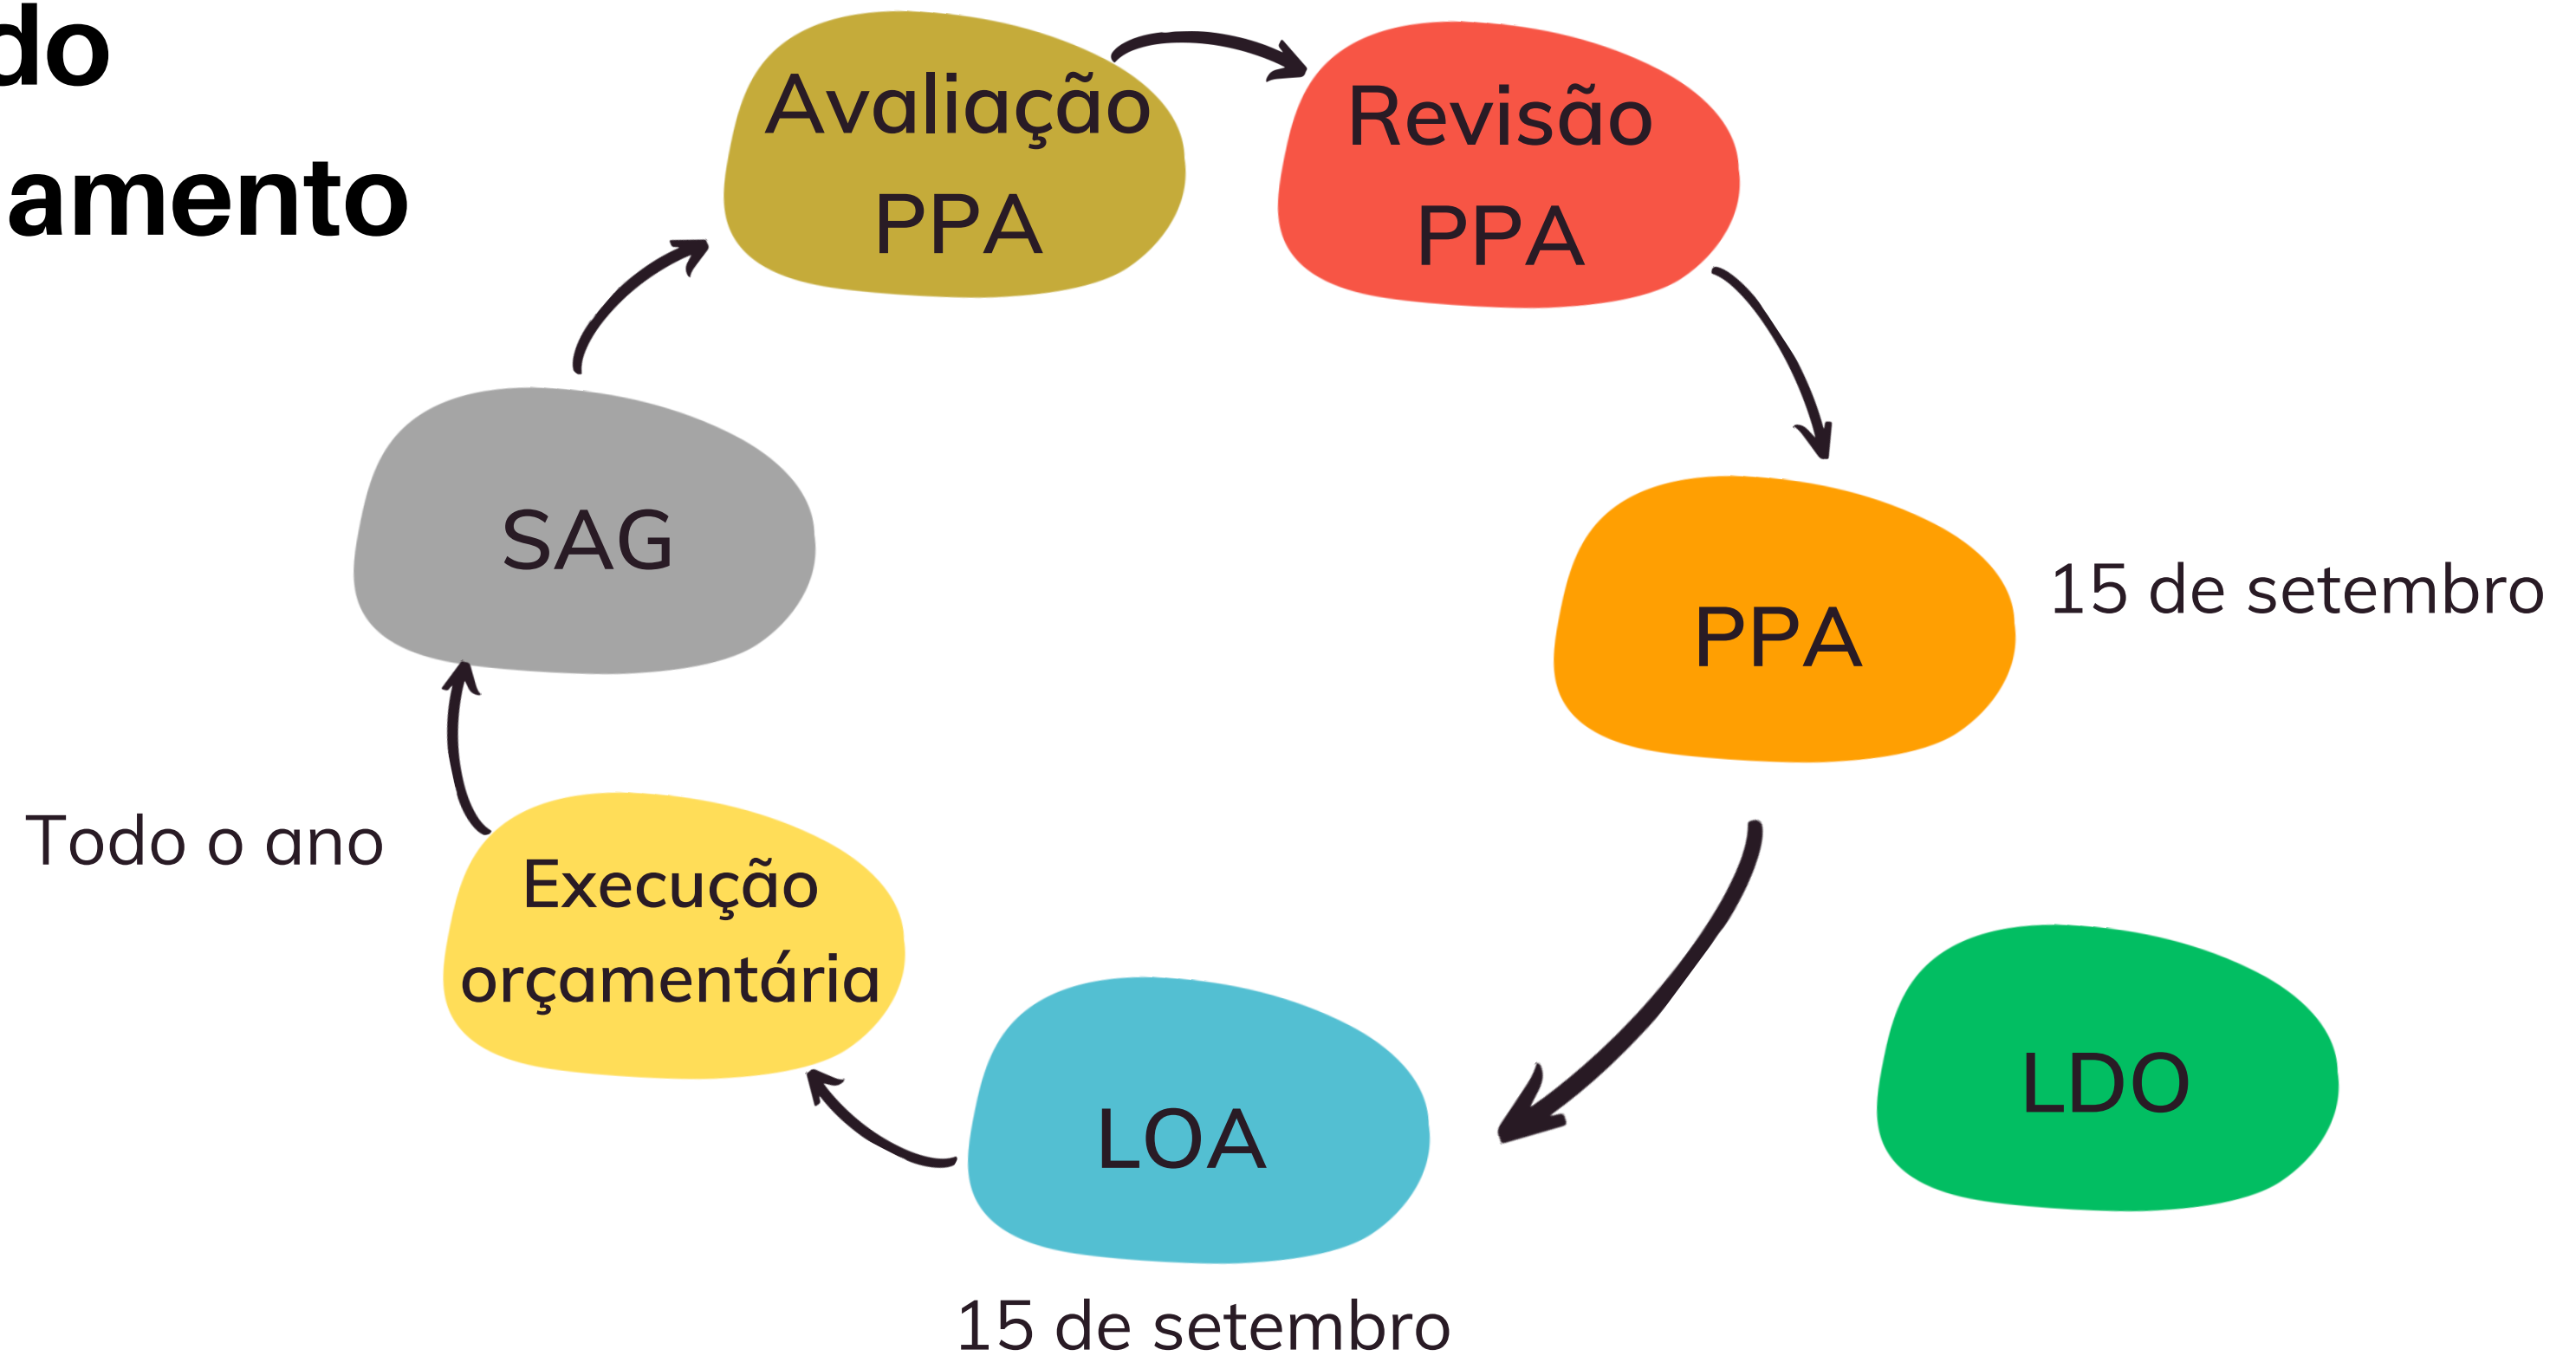 do
amento
Avaliação
PPA
Revisão
PPA
SAG
PPA
15 de setembro
Todo o ano
Execução
orçamentária
LOA
LDO
15 de setembro